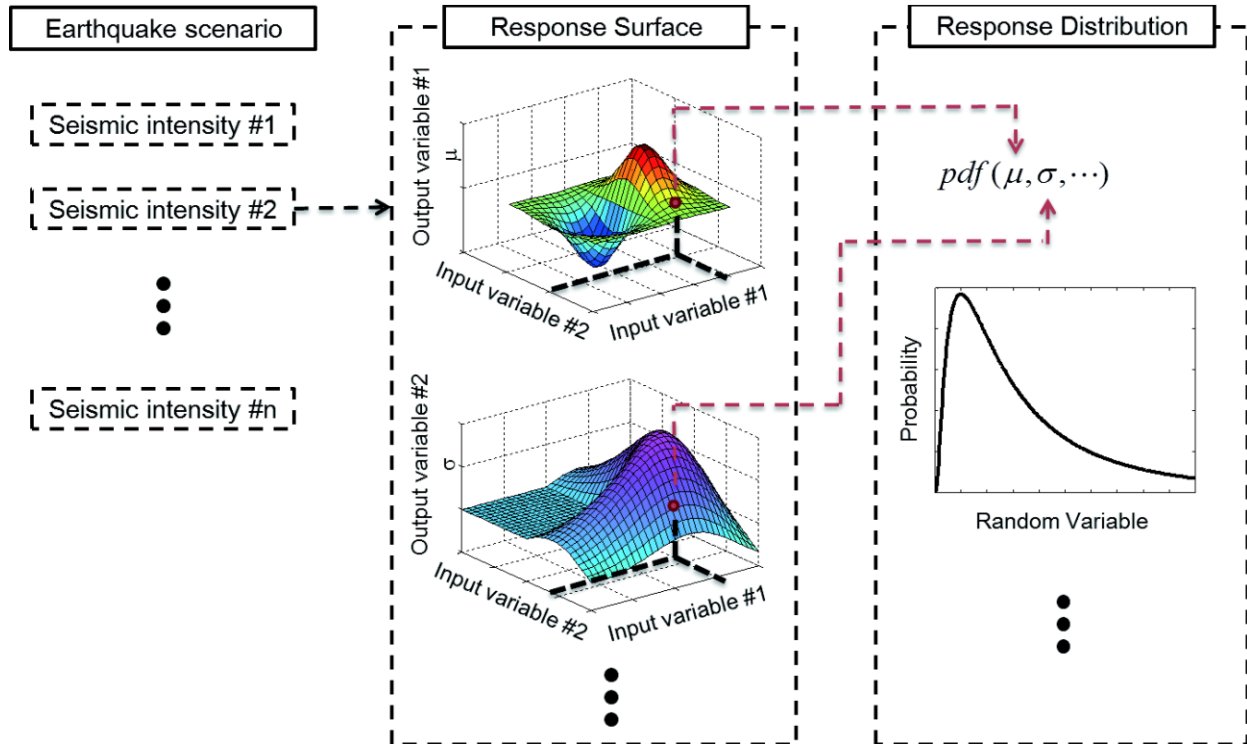 Earthquake scenario
Seismic intensity #1
Seismic intensity #2
Seismic intensity #n
Response Surface
Output variable #1
μ
Input variable #2
Input variable #1
Output variable #2
σ
Input variable #2
Input variable #1
Response Distribution
pdf(μ,σ,⋯)
Probability
Random Variable